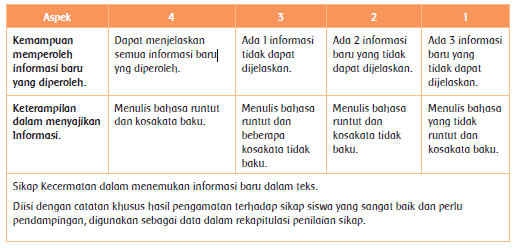 Aspek 4 3 2 1
Kemampuan
memperoleh
informasi baru
yang diperoleh.
Dapat menjelaskan
semua informasi baru
yng diperoleh.
Ada 1 informasi
tidak dapat
dijelaskan.
Ada 2 informasi
baru yang tidak
dapat dijelaskan.
Ada 3 informasi
baru yang
tidak dapat
dijelaskan.
Keterampilan
dalam menyajikan
Informasi.
Menulis bahasa runtut
dan kosakata baku.
Menulis bahasa
runtut dan
beberapa
kosakata tidak
baku.
Menulis bahasa
runtut dan
kosakata tidak
baku.
Menulis bahasa
yang tidak
runtut dan
kosakata baku.
Sikap Kecermatan dalam menemukan informasi baru dalam teks.
Diisi dengan catatan khusus hasil pengamatan terhadap sikap siswa yang sangat baik dan perlu
pendampingan, digunakan sebagai data dalam rekapitulasi penilaian sikap.